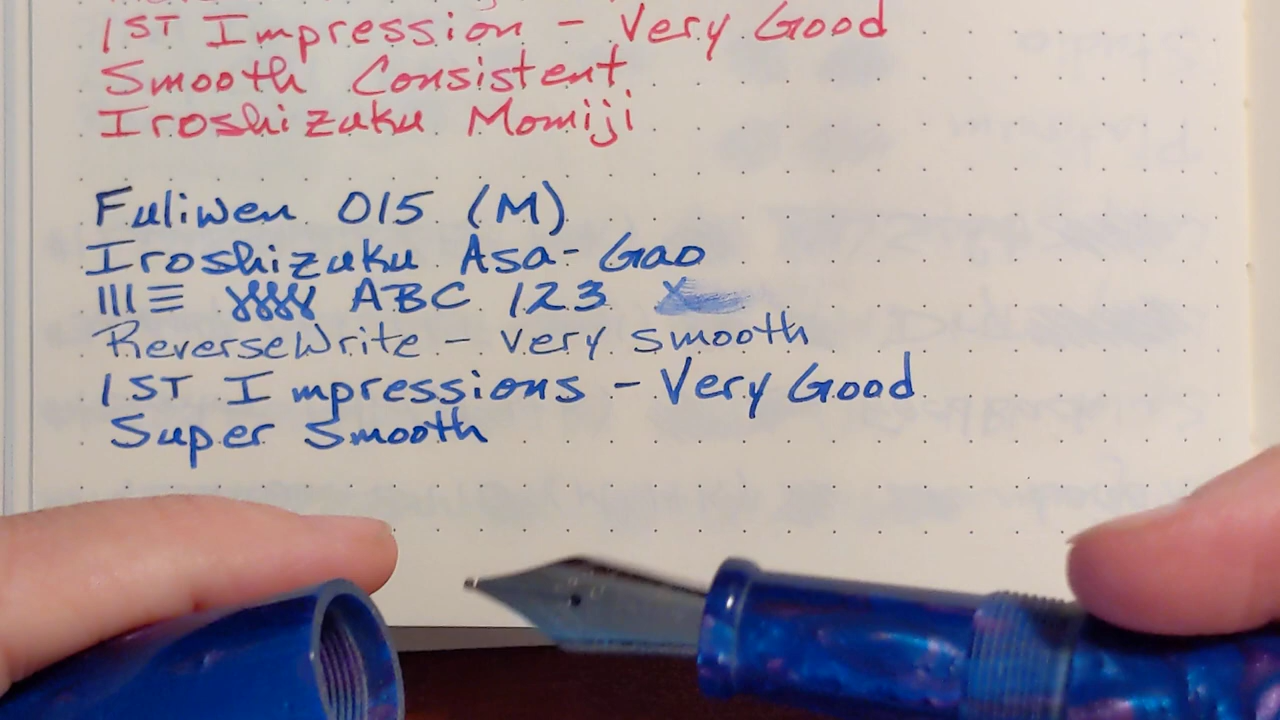 1ST Impression - Very Good
Smooth Consistent
Iroshizuku Momiji
Fuliwen 015 (M)
Iroshizuku Asa-Gao
ABC 123 X
ReverseWrite - very smooth
1ST Impressions - Very Good
Super Smooth